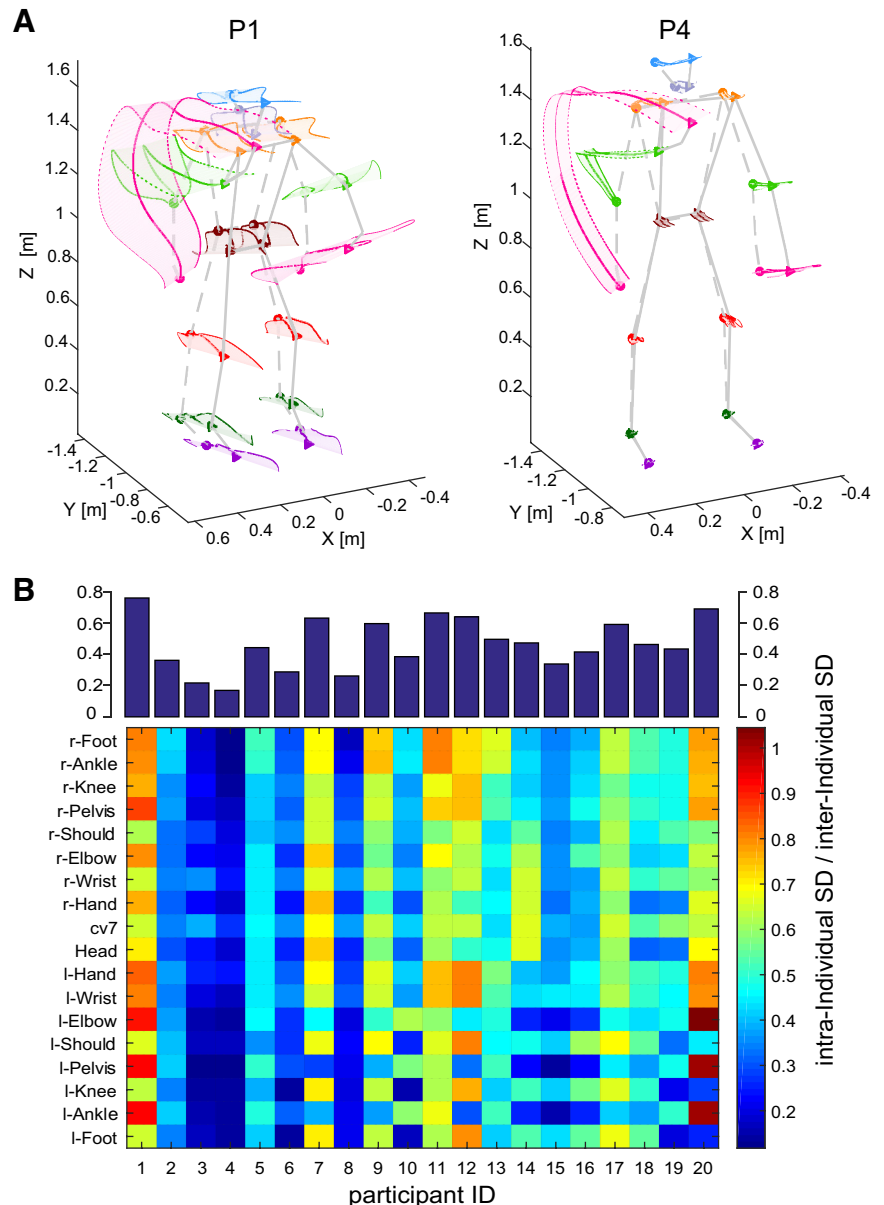 A
P1
P4
1.6
1.4
1.2
1
0.8
0.6
0.4
0.2
Z [m]
-1.4
-1.2
-1
-0.8
-0.6
Y [m]
0.6
0.4
0.2
0
-0.2
-0.4
X [m]
1.6
1.4
1.2
1
0.8
0.6
0.4
0.2
Z [m]
-1.4
-1.2
-1
-0.8
Y [m]
0.4
0.2
0
-0.2
-0.4
X [m]
B
0.8
0.6
0.4
0.2
0
0.8
0.6
0.4
0.2
0
r-Foot
r-Ankle
r-Knee
r-Pelvis
r-Should
r-Elbow
r-Wrist
r-Hand
cv7
Head
l-Hand
l-Wrist
l-Elbow
l-Should
l-Pelvis
l-Knee
l-Ankle
l-Foot
1 2 3 4 5 6 7 8 9 10 11 12 13 14 15 16 17 18 19 20
participant ID
1
0.9
0.8
0.7
0.6
0.5
0.4
0.3
0.2
intra-Individual SD / inter-Individual SD